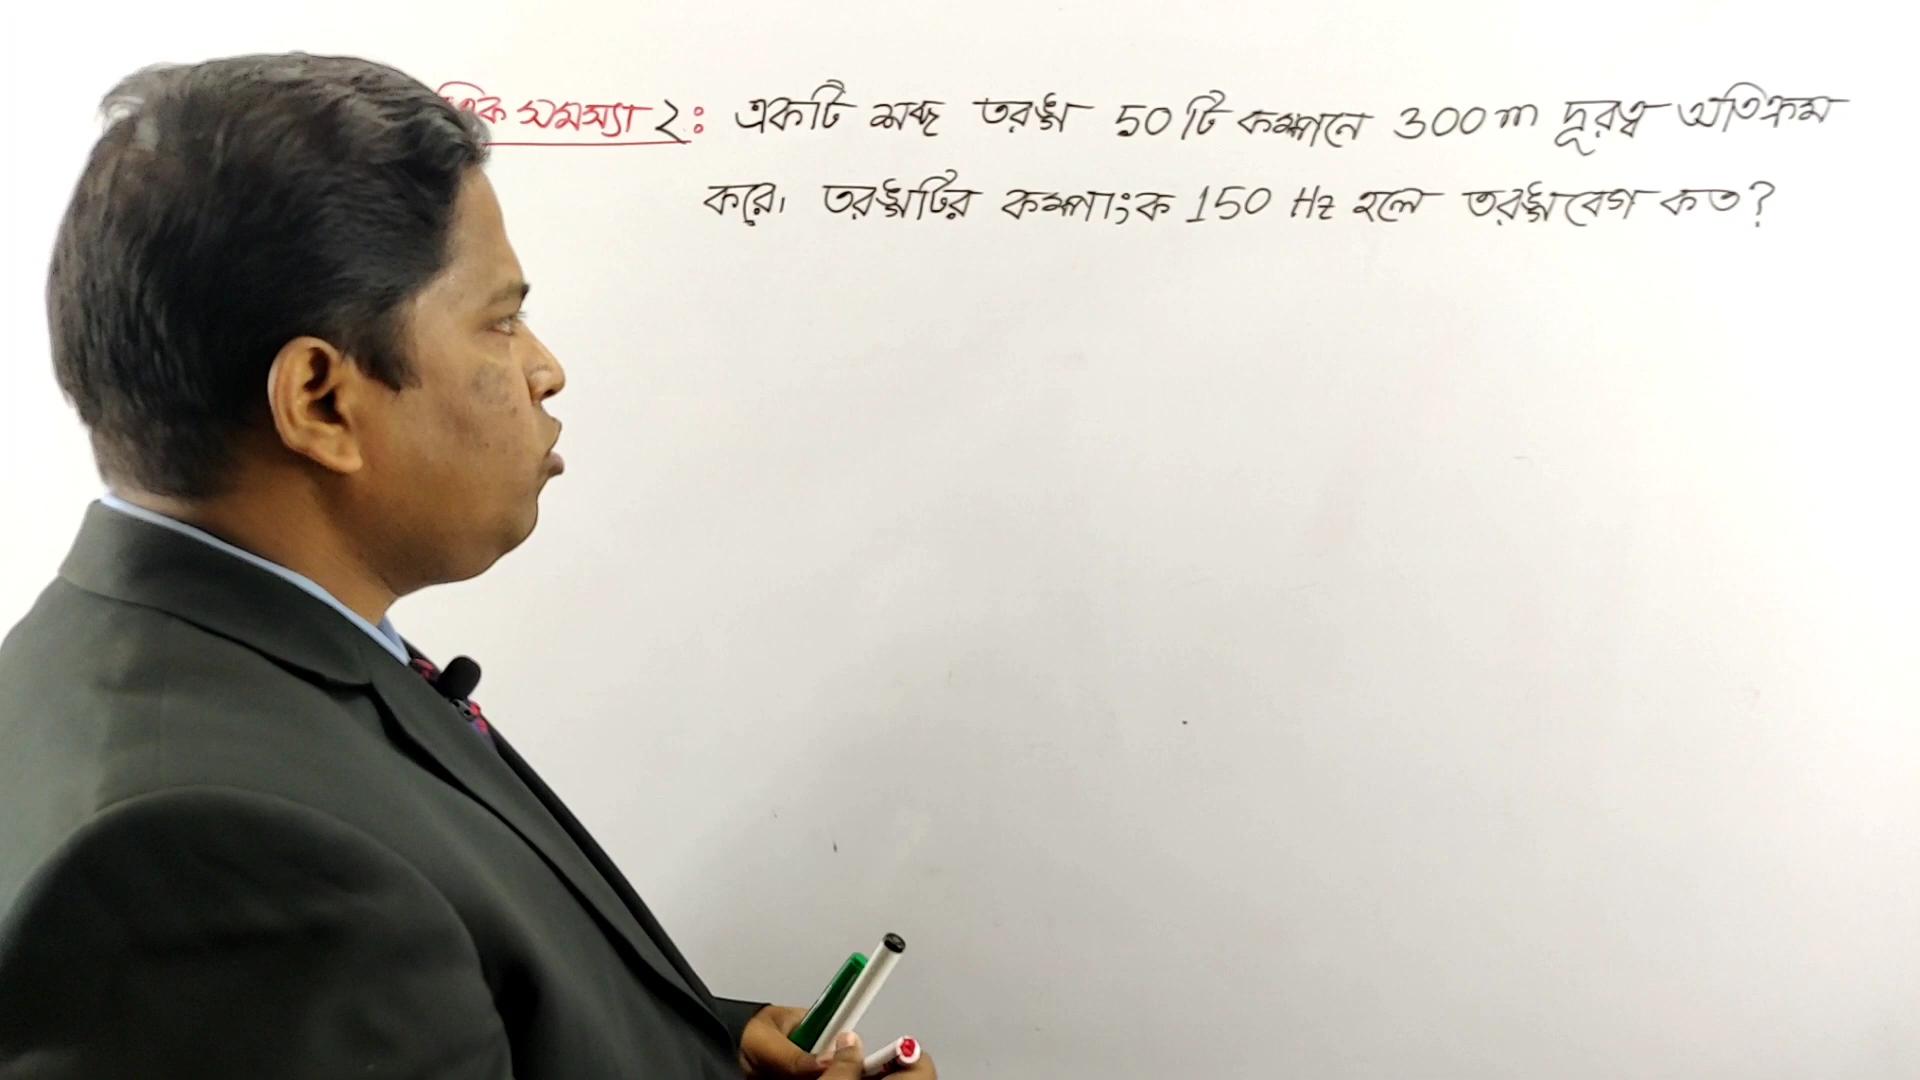 সমস্যা ২: একটি শব্দ তরঙ্গ 50 টি কম্পনে 300 m দূরত্ব অতিক্রম
করে। তরঙ্গটির কম্পাংক 150 Hz হলে তরঙ্গবেগ কত?